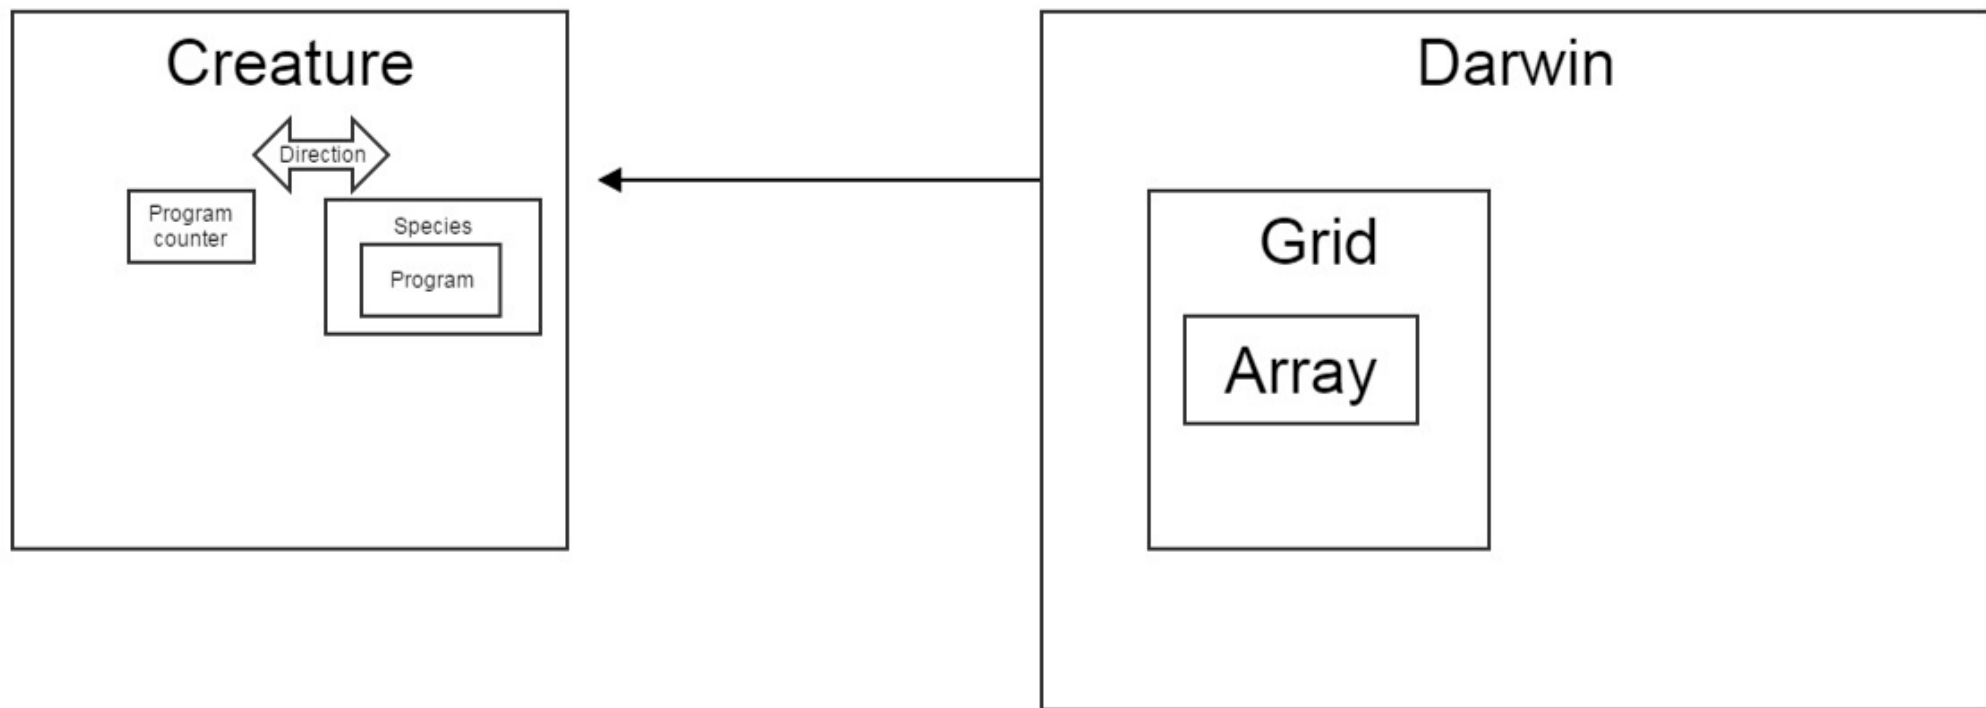 Creature
Direction
Program
counter
Species
Program
Darwin
Grid
Array